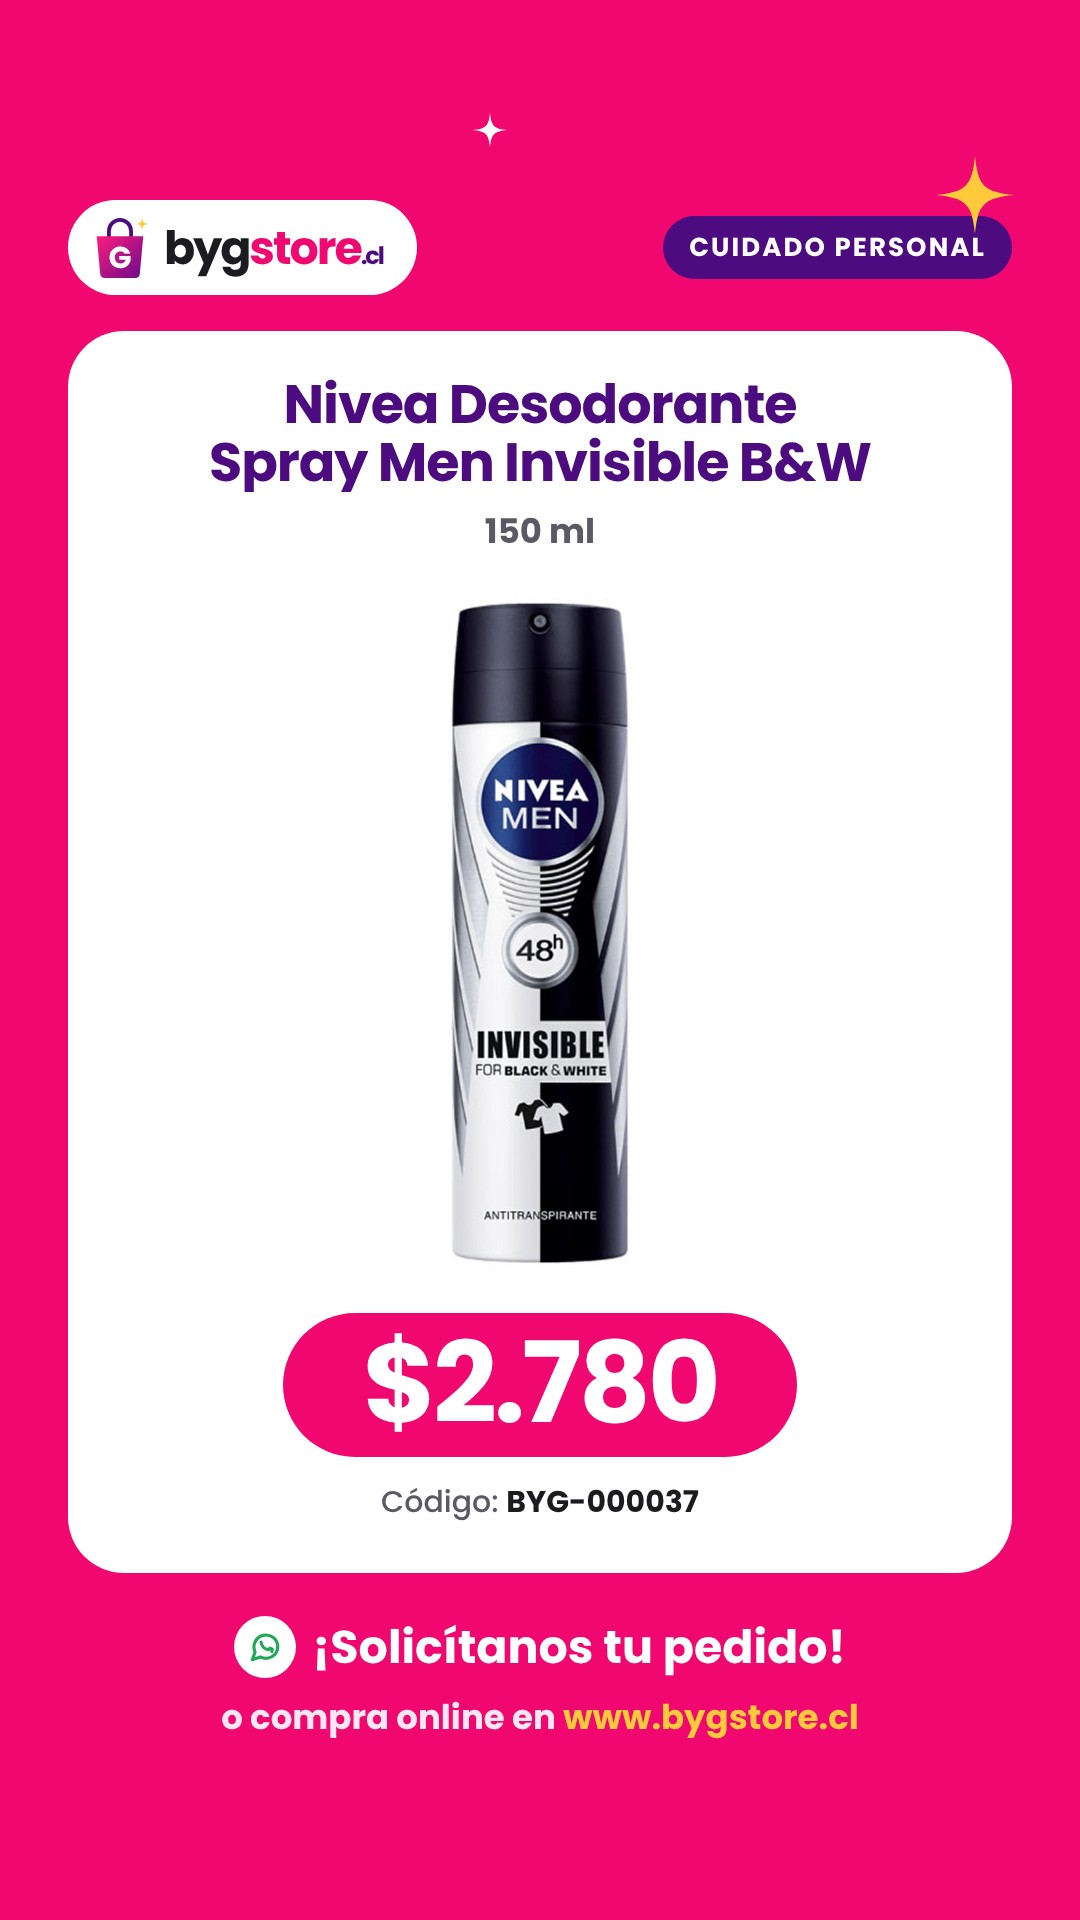 G bygstore.cl
CUIDADO PERSONAL
Nivea Desodorante
Spray Men Invisible B&W
150 ml
NIVEA
MEN
48h
INVISIBLE
FOR BLACK & WHITE
ANTITRANSPIRANTE
$2.780
Código: BYG-000037
¡Solicítanos tu pedido!
o compra online en www.bygstore.cl